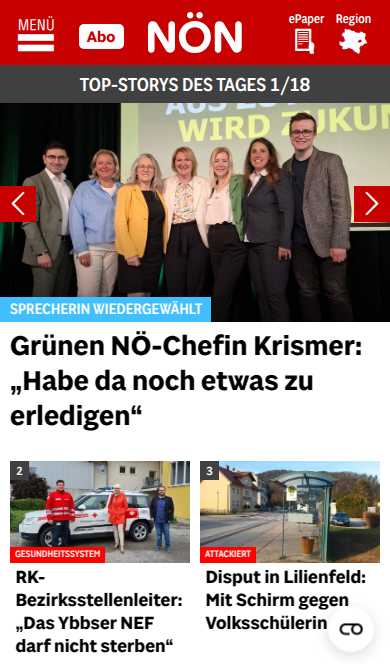 MENÜ
Abo
NÖN
ePaper
Region
TOP-STORYS DES TAGES 1/18
AUS
WIRD ZUKUN
SPRECHERIN WIEDERGEWÄHLT
Grünen NÖ-Chefin Krismer:
„Habe da noch etwas zu
erledigen“
2
GESUNDHEITSSYSTEM
RK-
Bezirksstellenleiter:
„Das Ybbser NEF
darf nicht sterben“
3
ATTACKIERT
Disput in Lilienfeld:
Mit Schirm gegen
Volksschülerin